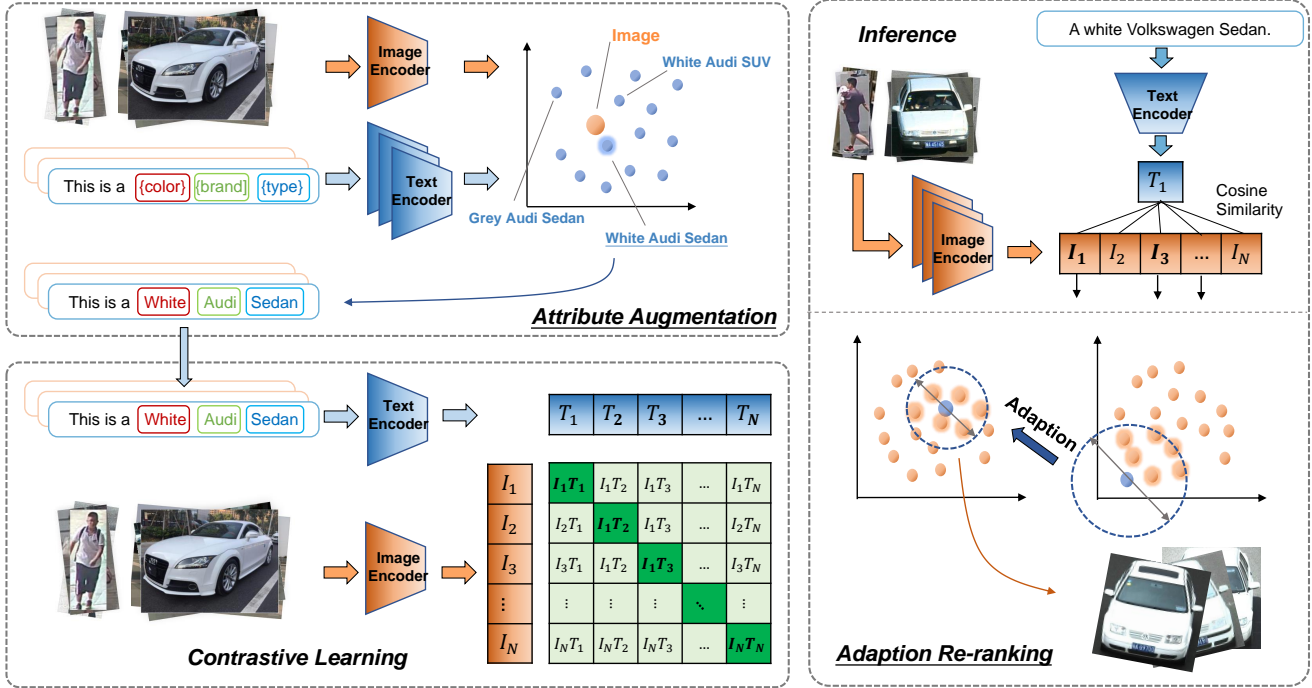 Image
Encoder
Image
White Audi SUV
This is a {color} {brand] {type}
Text
Encoder
Grey Audi Sedan
White Audi Sedan
This is a White Audi Sedan
Attribute Augmentation
This is a White Audi Sedan
Text
Encoder
T1 T2 T3 ... TN
I1 I1T1 I1T2 I1T3 ... I1TN
I2 I2T1 I1T2 I1T3 ... I2TN
I3 I3T1 I1T2 I1T3 ... I3TN
⋮ ⋮ ⋮ ⋮ ⋱ ⋮
IN INT1 INT2 INT3 ... INTN
Image
Encoder
Contrastive Learning
Inference
A white Volkswagen Sedan.
Text
Encoder
T1
Cosine
Similarity
Image
Encoder
I1 I2 I3 ... IN
Adaption
Adaption Re-ranking